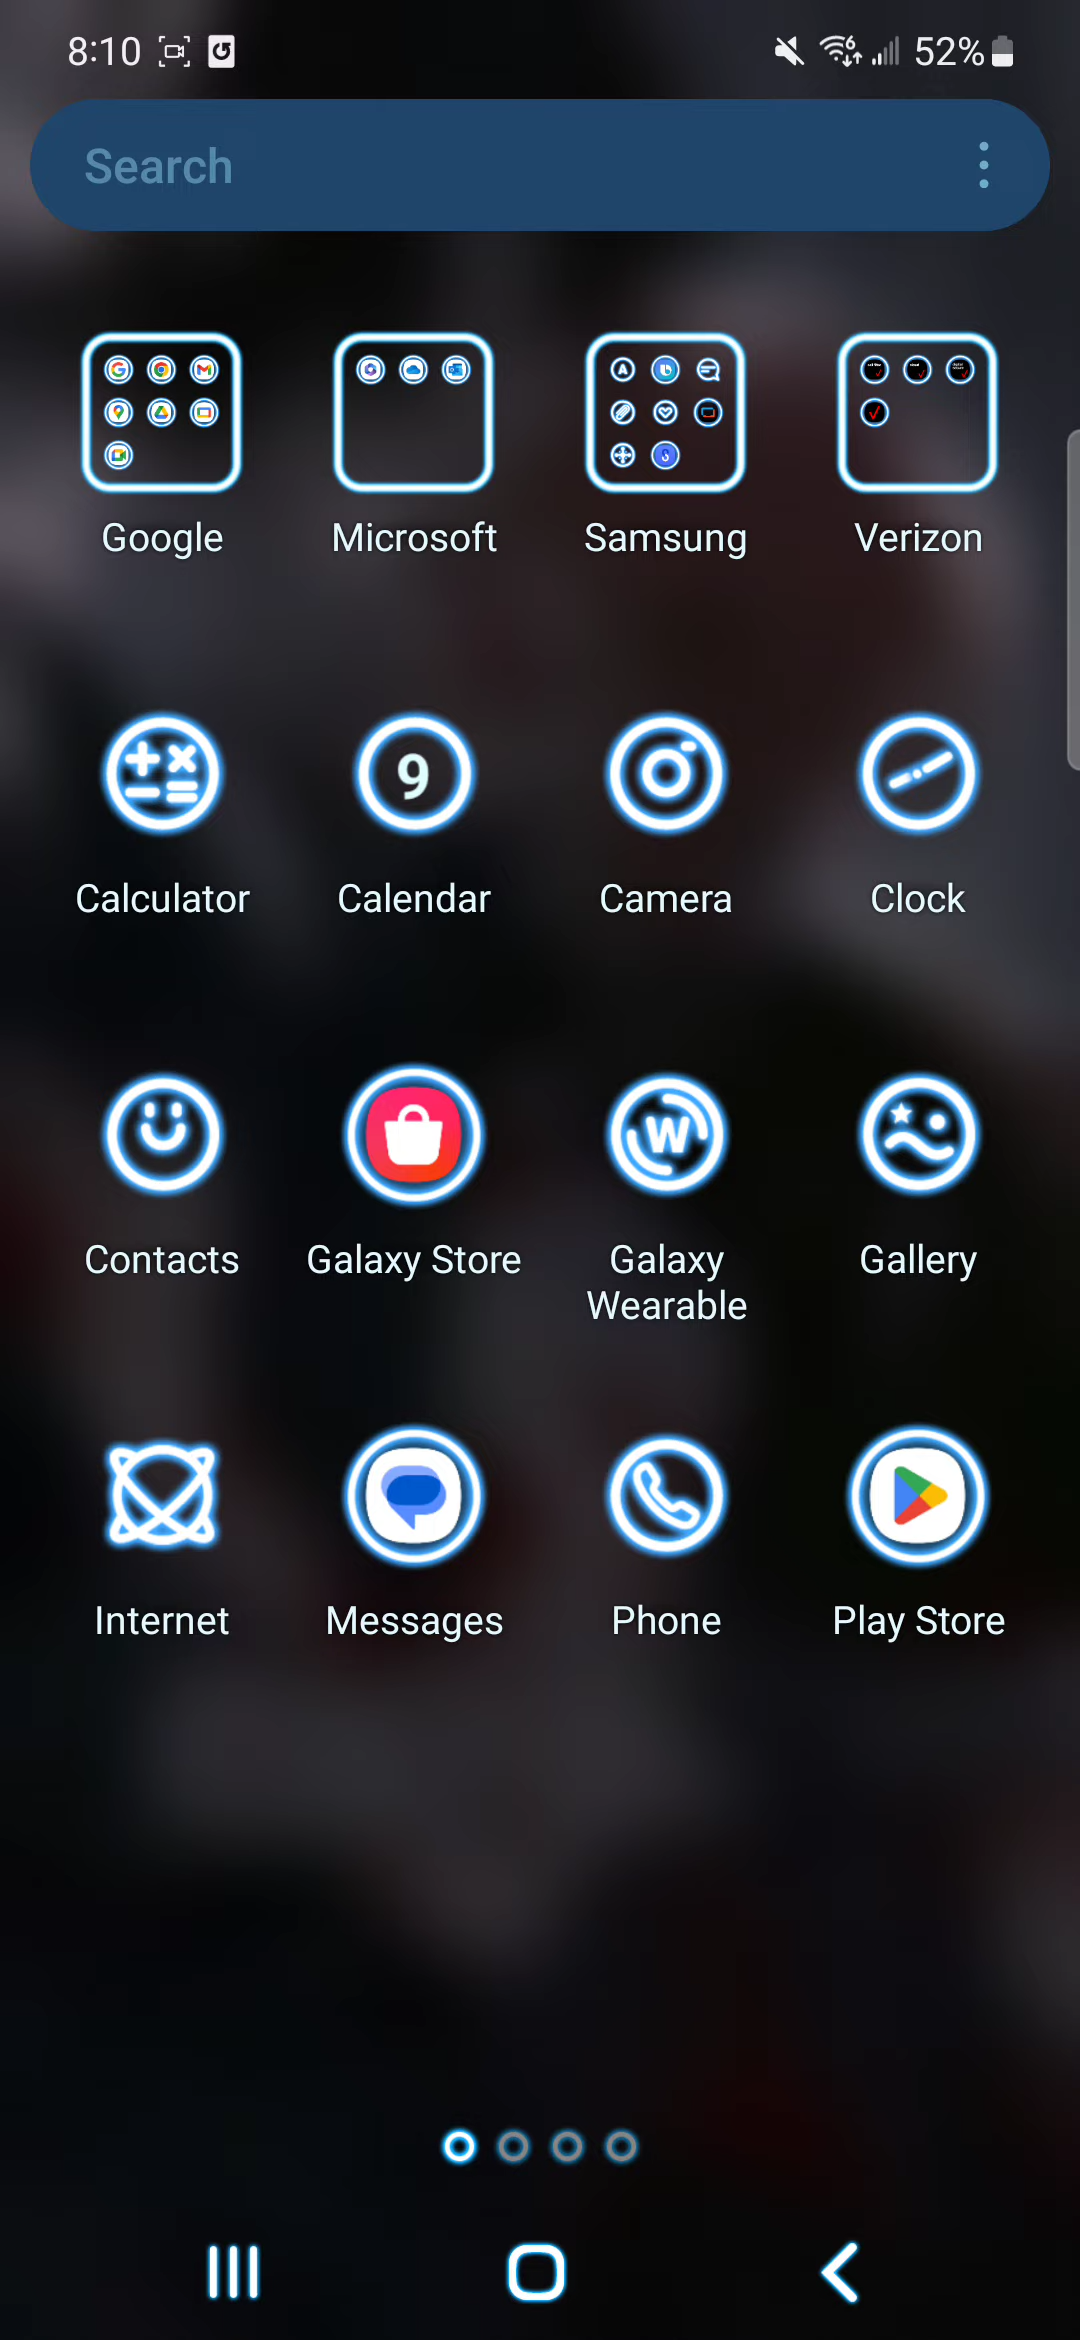 8:10 52%
Search
Google Microsoft Samsung Verizon
9
Calculator Calendar Camera Clock
W
Contacts Galaxy Store Galaxy Wearable Gallery
Internet Messages Phone Play Store